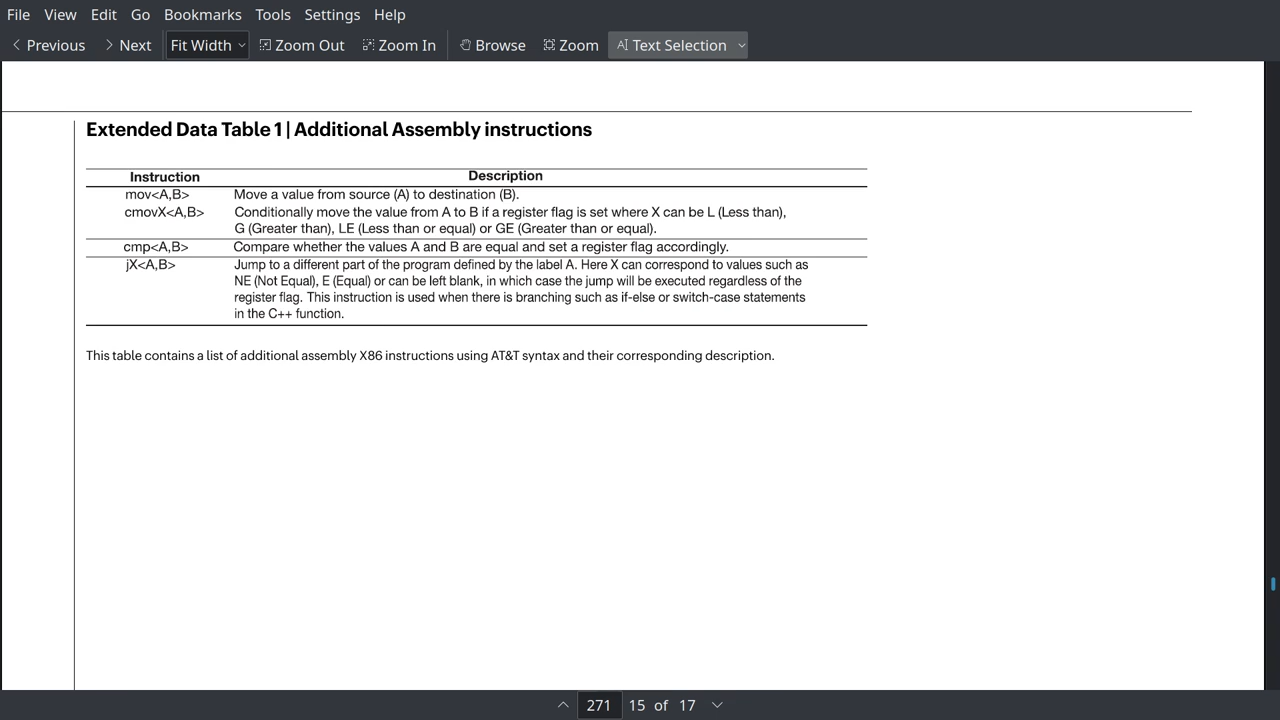 File View Edit Go Bookmarks Tools Settings Help
Previous Next Fit Width Zoom Out Zoom In Browse Zoom Text Selection
Extended Data Table 1 | Additional Assembly instructions
Instruction Description
mov<A,B> Move a value from source (A) to destination (B).
cmovX<A,B> Conditionally move the value from A to B if a register flag is set where X can be L (Less than),
G (Greater than), LE (Less than or equal) or GE (Greater than or equal).
cmp<A,B> Compare whether the values A and B are equal and set a register flag accordingly.
jX<A,B> Jump to a different part of the program defined by the label A. Here X can correspond to values such as
NE (Not Equal), E (Equal) or can be left blank, in which case the jump will be executed regardless of the
register flag. This instruction is used when there is branching such as if-else or switch-case statements
in the C++ function.
This table contains a list of additional assembly X86 instructions using AT&T syntax and their corresponding description.
271 15 of 17